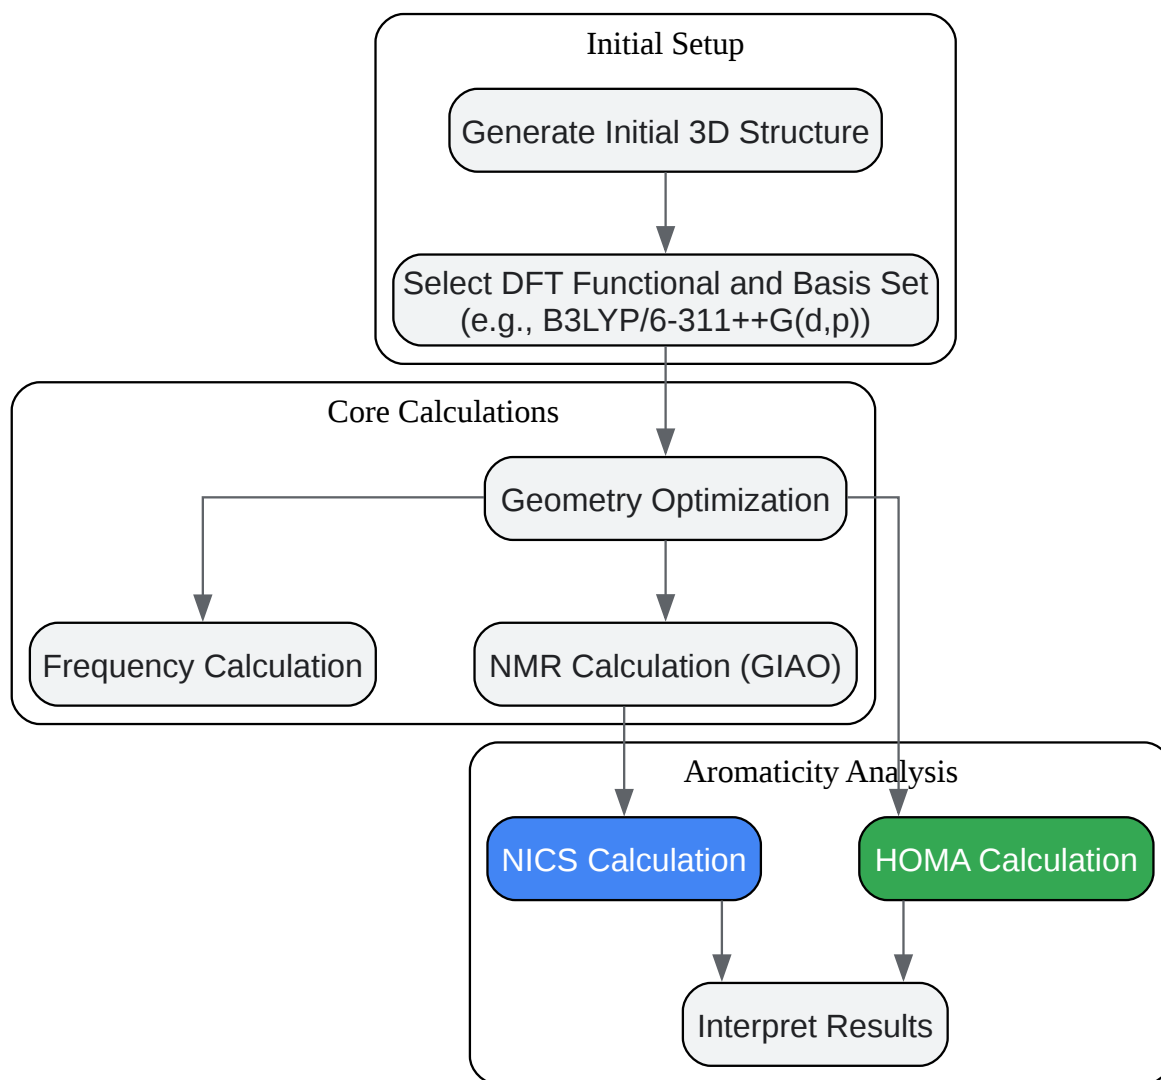 Initial Setup
Generate Initial 3D Structure
Select DFT Functional and Basis Set
(e.g., B3LYP/6-311++G(d,p))
Core Calculations
Geometry Optimization
Frequency Calculation
NMR Calculation (GIAO)
Aromaticity Analysis
NICS Calculation
HOMA Calculation
Interpret Results